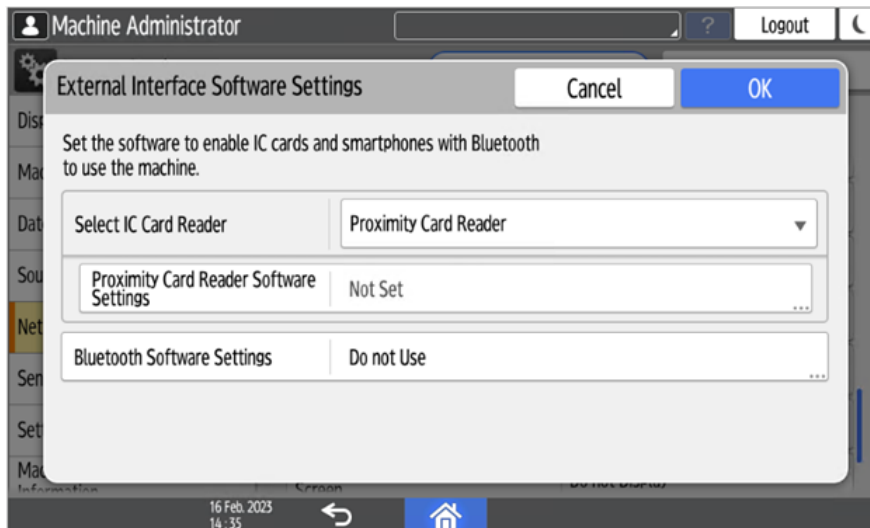 Machine Administrator
?
Logout
External Interface Software Settings
Cancel
OK
Set the software to enable IC cards and smartphones with Bluetooth
to use the machine.
Select IC Card Reader
Proximity Card Reader
Proximity Card Reader Software
Settings
Not Set
...
Bluetooth Software Settings
Do not Use
...
16 Feb. 2023
14 : 35